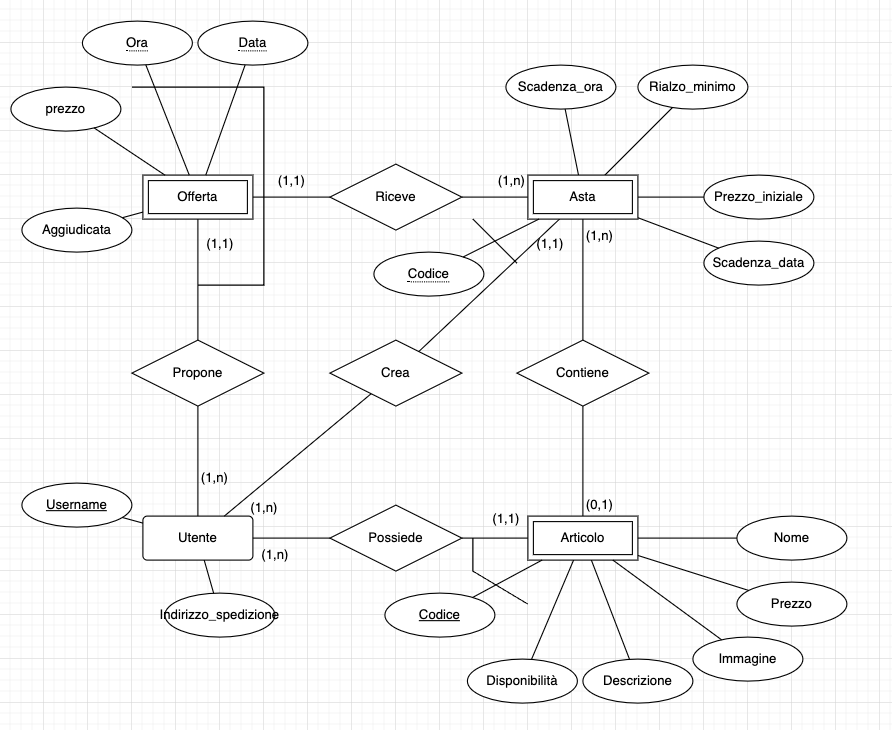 Ora
Data
Scadenza_ora
Rialzo_minimo
prezzo
(1,1)
(1,n)
Offerta
Riceve
Asta
Prezzo_iniziale
Aggiudicata
(1,1)
(1,1)
(1,n)
Codice
Scadenza_data
Propone
Crea
Contiene
(1,n)
Username
(1,n)
(1,1)
(0,1)
Utente
(1,n)
Possiede
Articolo
Nome
Indirizzo_spedizione
Codice
Prezzo
Immagine
Disponibilità
Descrizione